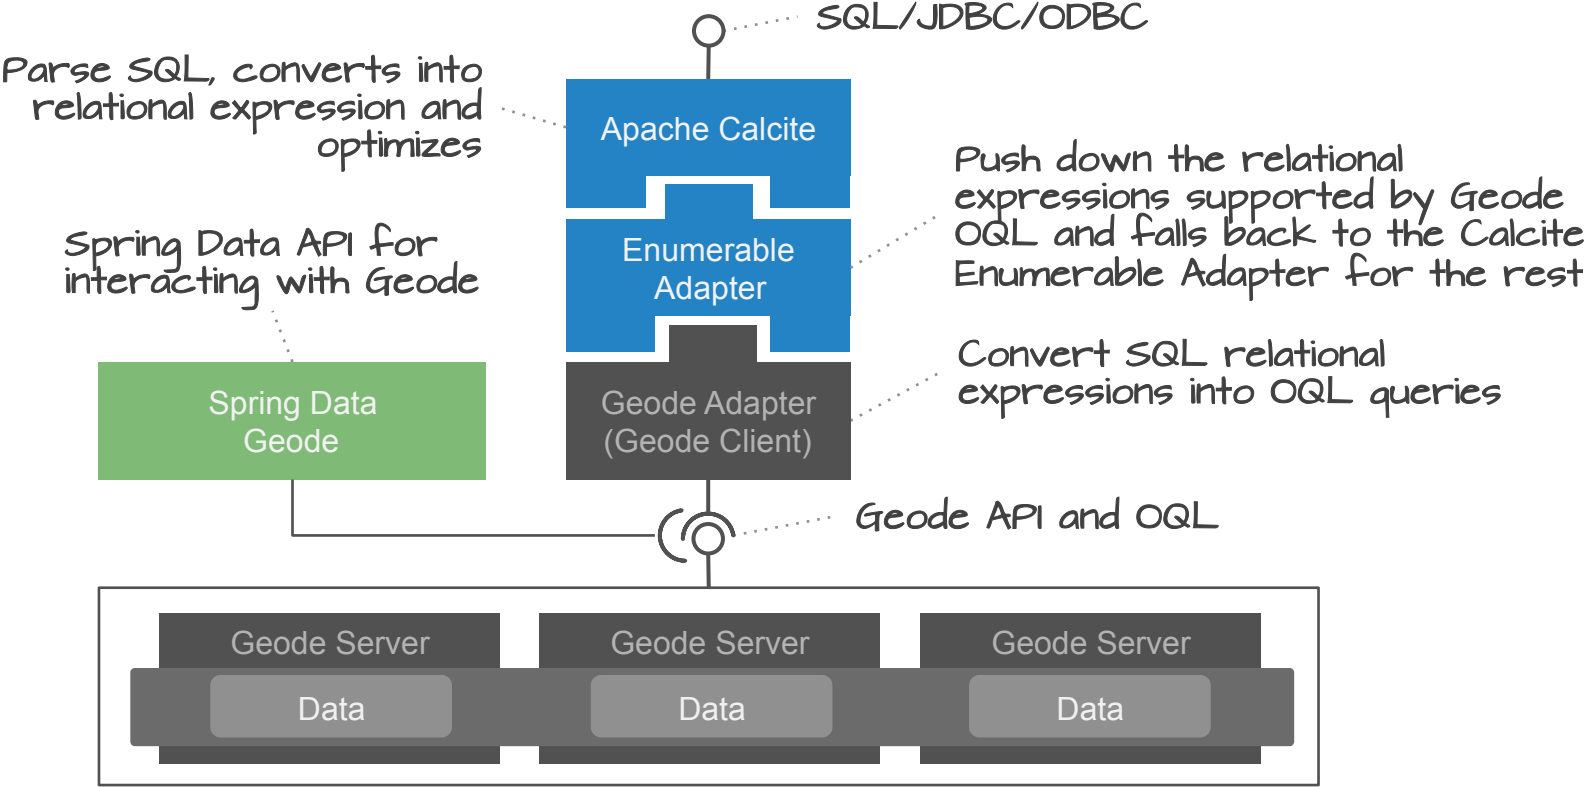 SQL/JDBC/ODBC
Parse SQL, converts into
relational expression and
optimizes
Apache Calcite
Push down the relational
expressions supported by Geode
OQL and falls back to the Calcite
Enumerable Adapter for the rest
Enumerable
Adapter
Spring Data API for
interacting with Geode
Convert SQL relational
expressions into OQL queries
Spring Data
Geode
Geode Adapter
(Geode Client)
Geode API and OQL
Geode Server
Geode Server
Geode Server
Data
Data
Data